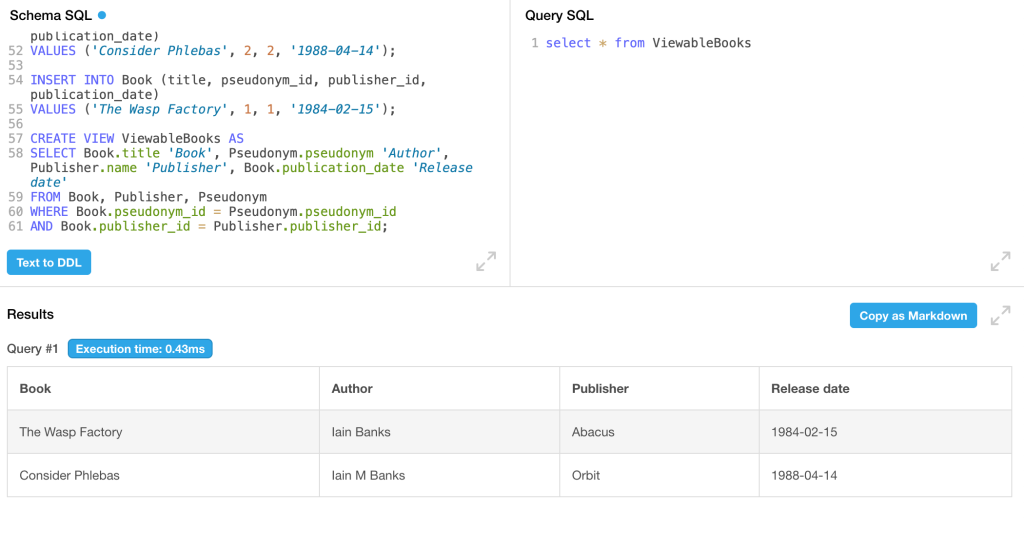 Schema SQL
publication_date)
52 VALUES ('Consider Phlebas', 2, 2, '1988-04-14');
53
54 INSERT INTO Book (title, pseudonym_id, publisher_id,
publication_date)
55 VALUES ('The Wasp Factory', 1, 1, '1984-02-15');
56
57 CREATE VIEW ViewableBooks AS
58 SELECT Book.title 'Book', Pseudonym.pseudonym 'Author',
Publisher.name 'Publisher', Book.publication_date 'Release
date'
59 FROM Book, Publisher, Pseudonym
60 WHERE Book.pseudonym_id = Pseudonym.pseudonym_id
61 AND Book.publisher_id = Publisher.publisher_id;
Text to DDL
Query SQL
1 select * from ViewableBooks
Results
Copy as Markdown
Query #1 Execution time: 0.43ms
Book Author Publisher Release date
The Wasp Factory Iain Banks Abacus 1984-02-15
Consider Phlebas Iain M Banks Orbit 1988-04-14